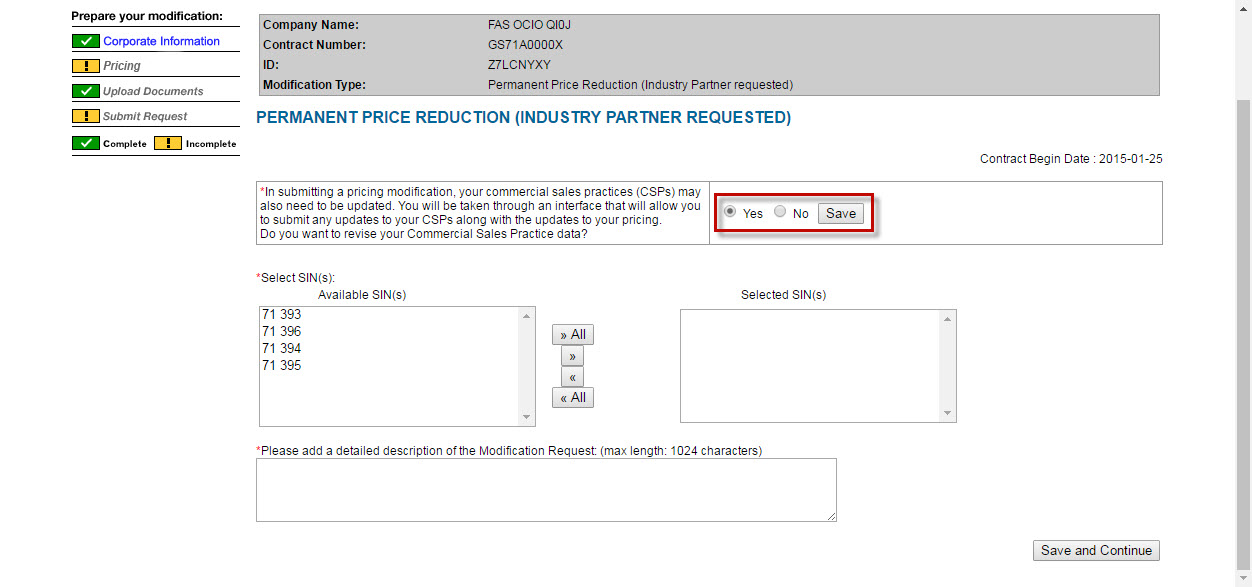 Prepare your modification:
Corporate Information
Pricing
Upload Documents
Submit Request
Complete Incomplete
Company Name: FAS OCIO QI0J
Contract Number: GS71A0000X
ID: Z7LCNYXY
Modification Type: Permanent Price Reduction (Industry Partner requested)
PERMANENT PRICE REDUCTION (INDUSTRY PARTNER REQUESTED)
Contract Begin Date : 2015-01-25
*In submitting a pricing modification, your commercial sales practices (CSPs) may
also need to be updated. You will be taken through an interface that will allow you
to submit any updates to your CSPs along with the updates to your pricing.
Do you want to revise your Commercial Sales Practice data?
Yes No Save
*Select SIN(s):
Available SIN(s) Selected SIN(s)
71 393
71 396
71 394
71 395
» All
»
«
« All
*Please add a detailed description of the Modification Request: (max length: 1024 characters)
Save and Continue